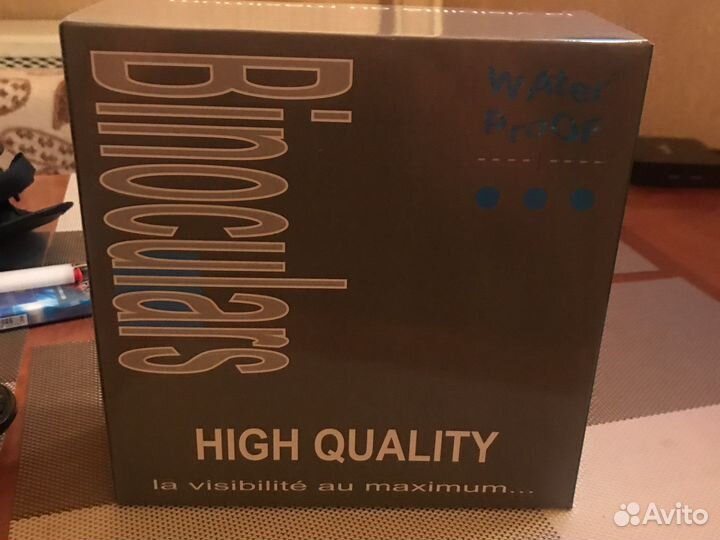 Binoculars
WAter
ProOF
HIGH QUALITY
la visibilité au maximum...
Avito